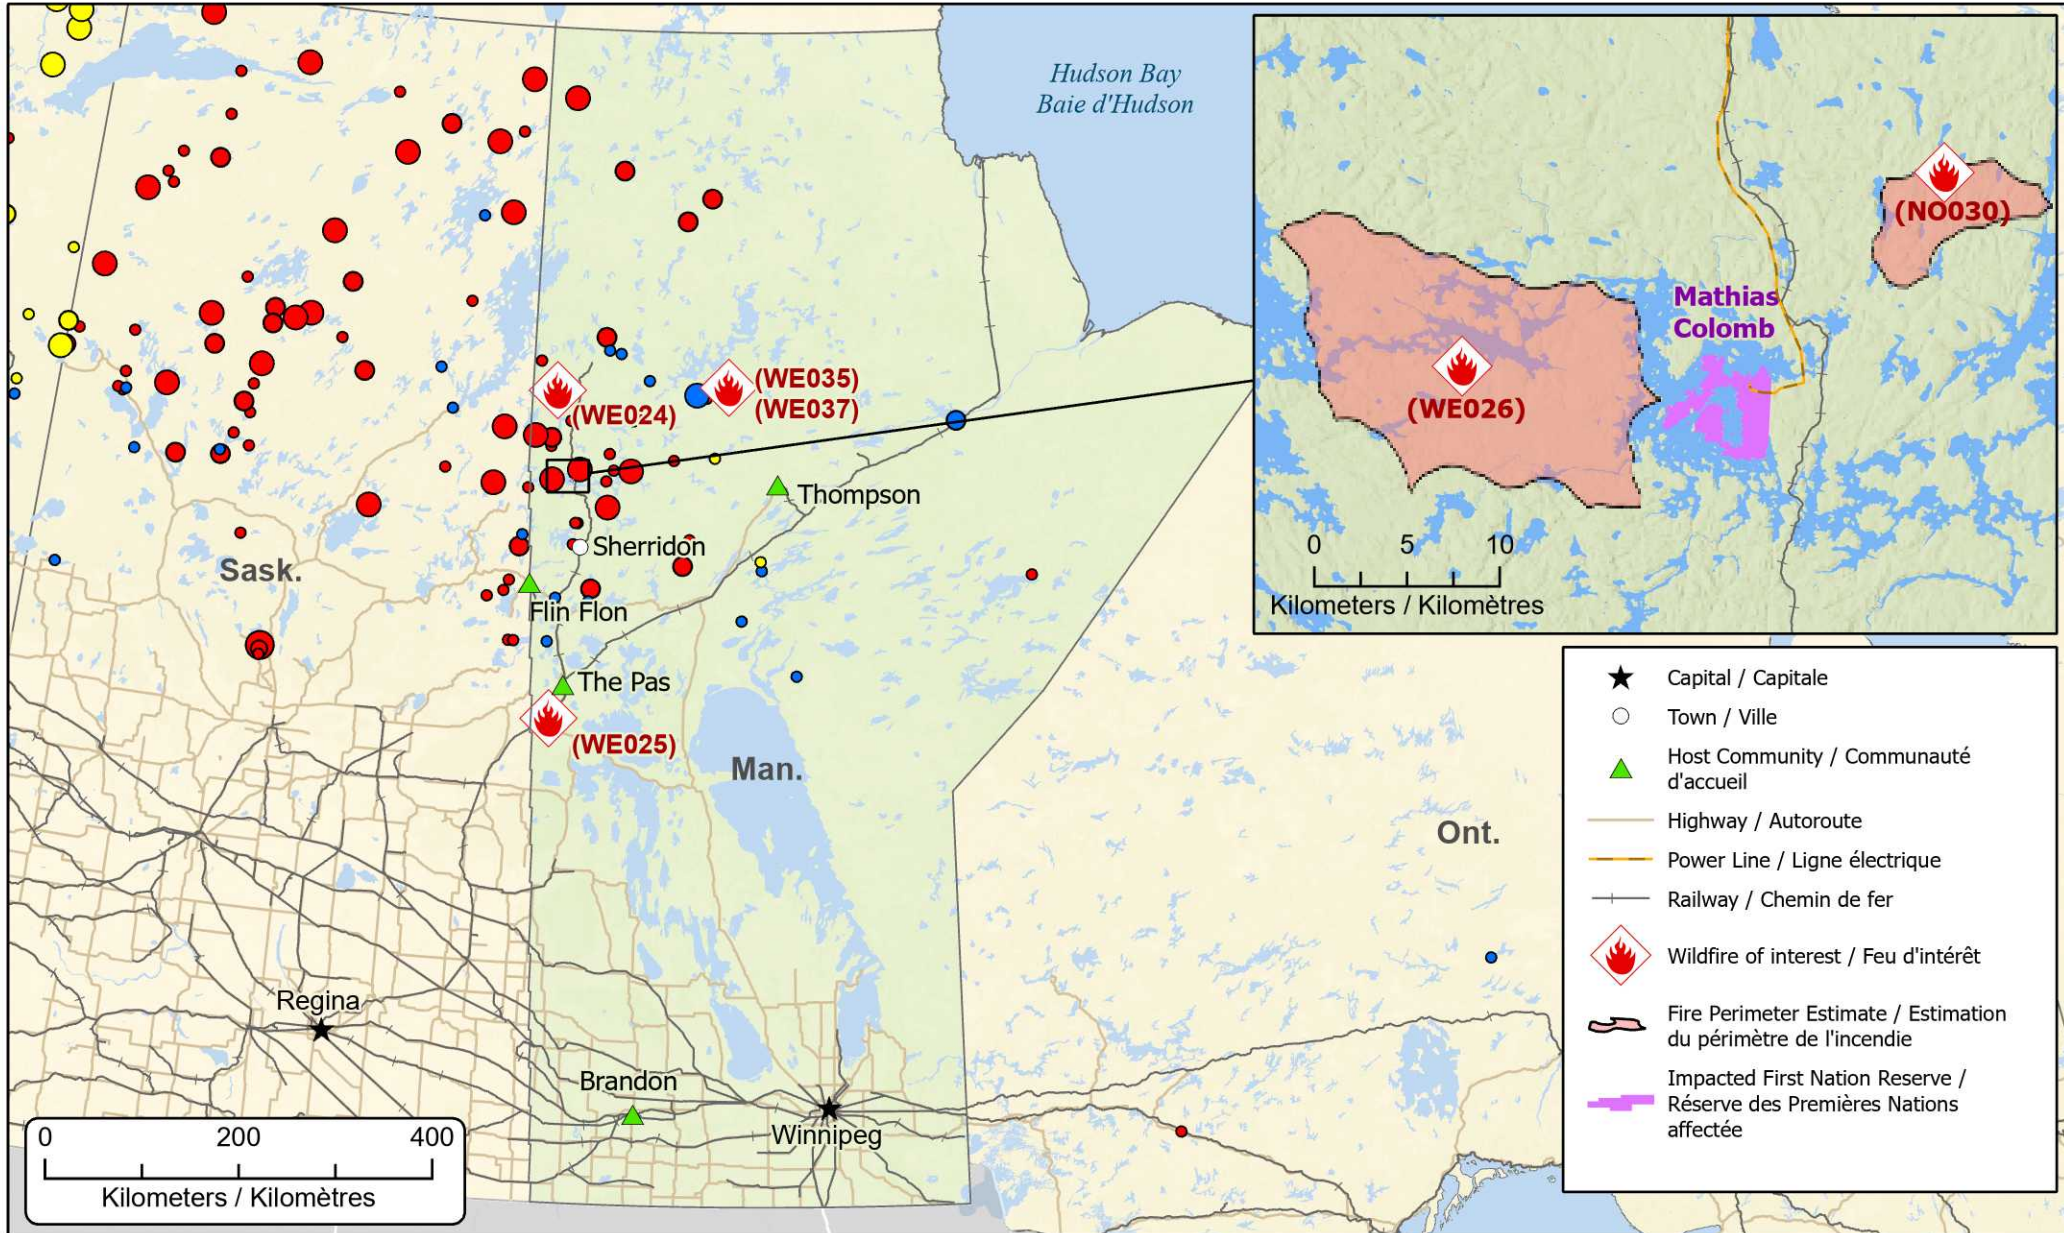 Hudson Bay
Baie d'Hudson
(WE035)
(WE037)
(WE024)
Thompson
Sherridon
Sask.
Flin Flon
The Pas
(WE025)
Man.
Ont.
Regina
Brandon
Winnipeg
0 200 400
Kilometers / Kilomètres
(NO030)
Mathias
Colomb
(WE026)
0 5 10
Kilometers / Kilomètres
Capital / Capitale
Town / Ville
Host Community / Communauté
d'accueil
Highway / Autoroute
Power Line / Ligne électrique
Railway / Chemin de fer
Wildfire of interest / Feu d'intérêt
Fire Perimeter Estimate / Estimation
du périmètre de l'incendie
Impacted First Nation Reserve /
Réserve des Premières Nations
affectée